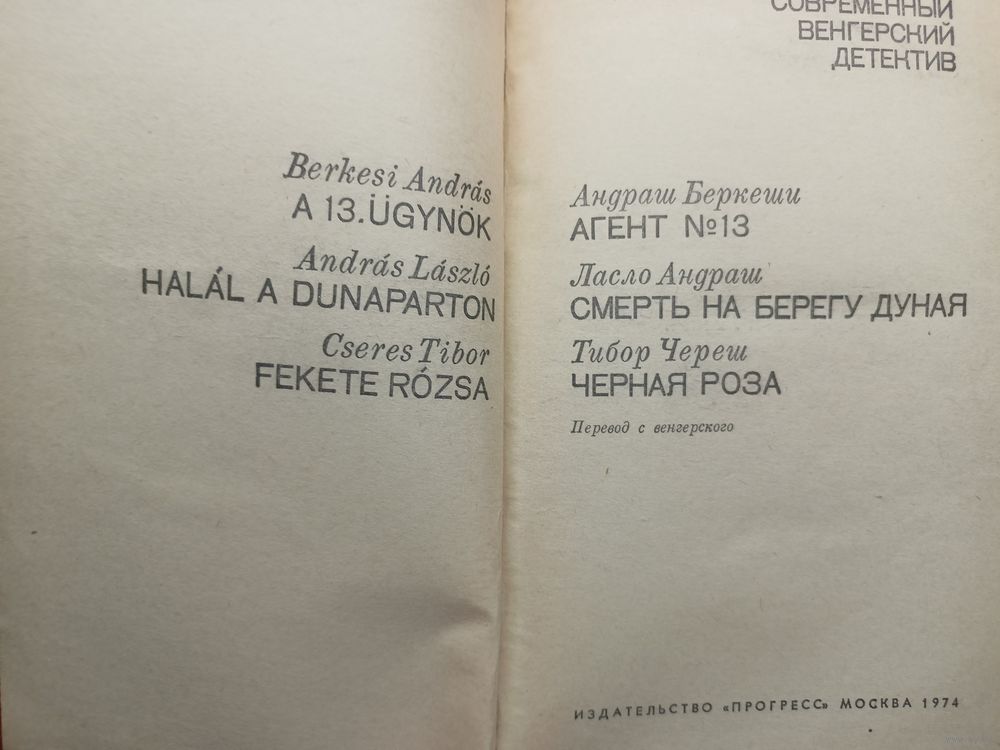 Berkesi András
A 13.ÜGYNÖK
András László
HALÁL A DUNAPARTON
Cseres Tibor
FEKETE RÓZSA
СОВРЕМЕННЫЙ
ВЕНГЕРСКИЙ
ДЕТЕКТИВ
Андраш Беркеши
АГЕНТ №13
Ласло Андраш
СМЕРТЬ НА БЕРЕГУ ДУНАЯ
Тибор Череш
ЧЕРНАЯ РОЗА
Перевод с венгерского
ИЗДАТЕЛЬСТВО «ПРОГРЕСС» МОСКВА 1974